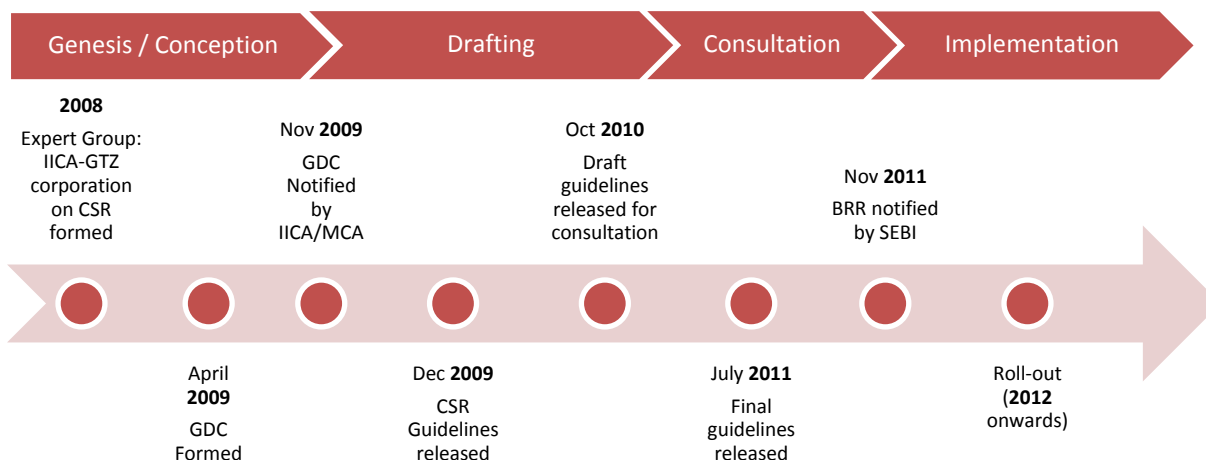 Genesis / Conception
Drafting
Consultation
Implementation
2008
Expert Group:
IICA-GTZ
corporation
on CSR
formed
Nov 2009
GDC
Notified
by
IICA/MCA
Oct 2010
Draft
guidelines
released for
consultation
Nov 2011
BRR notified
by SEBI
April
2009
GDC
Formed
Dec 2009
CSR
Guidelines
released
July 2011
Final
guidelines
released
Roll-out
(2012
onwards)